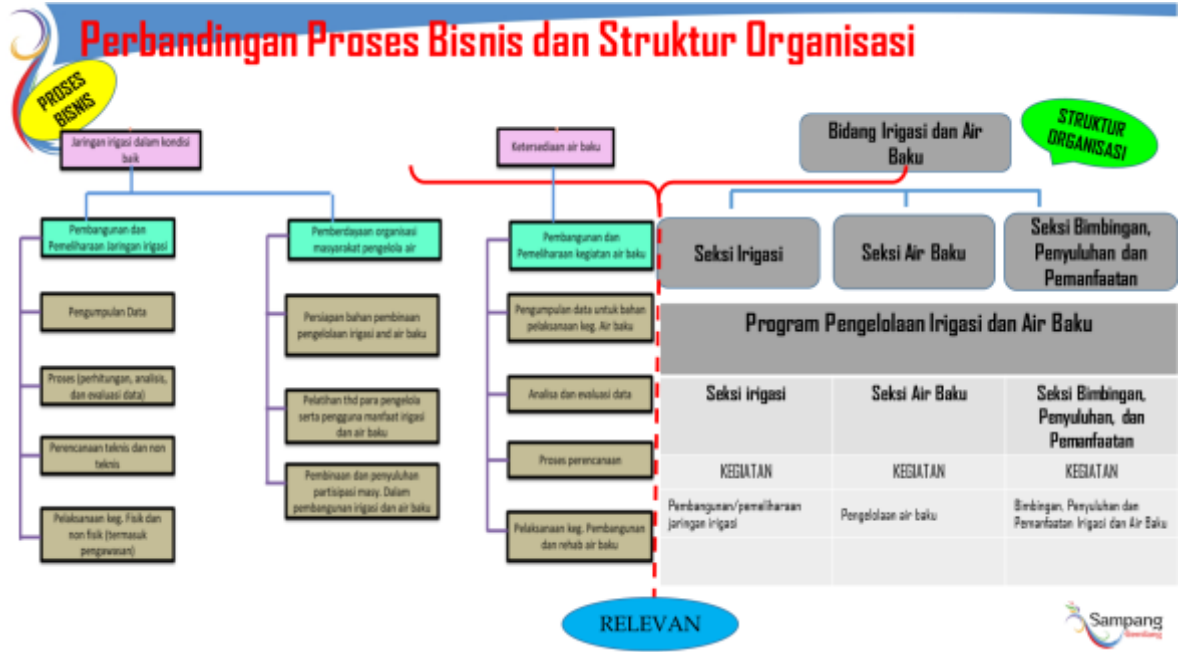 Perbandingan Proses Bisnis dan Struktur Organisasi
PROSES
BISNIS
Jaringan irigasi dalam kondisi
baik
Ketersediaan air baku
Bidang Irigasi dan Air
Baku
STRUKTUR
ORGANISASI
Pembangunan dan
Pemeliharaan Jaringan irigasi
Pengumpulan Data
Proses (perhitungan, analisis,
dan evaluasi data)
Perencanaan teknis dan non
teknis
Pelaksanaan keg. Fisik dan
non fisik (termasuk
pengawasan)
Pemberdayaan organisasi
masyarakat pengelola air
Persiapan bahan pembinaan
pengelolaan irigasi and air baku
Pelatihan thd para pengelola
serta pengguna manfaat irigasi
dan air baku
Pembinaan dan penyuluhan
partisipasi masy. Dalam
pembangunan irigasi dan air baku
Pembangunan dan
Pemeliharaan kegiatan air baku
Pengumpulan data untuk bahan
pelaksanaan keg. Air baku
Analisa dan evaluasi data
Proses perencanaan
Pelaksanaan keg. Pembangunan
dan rehab air baku
Seksi Irigasi
Seksi Air Baku
Seksi Bimbingan,
Penyuluhan dan
Pemanfaatan
Program Pengelolaan Irigasi dan Air Baku
Seksi irigasi
Seksi Air Baku
Seksi Bimbingan,
Penyuluhan, dan
Pemanfaatan
KEGIATAN
KEGIATAN
KEGIATAN
Pembangunan/pemeliharaan
jaringan irigasi
Pengelolaan air baku
Bimbingan, Penyuluhan dan
Pemanfaatan Irigasi dan Air Baku
RELEVAN
Sampang